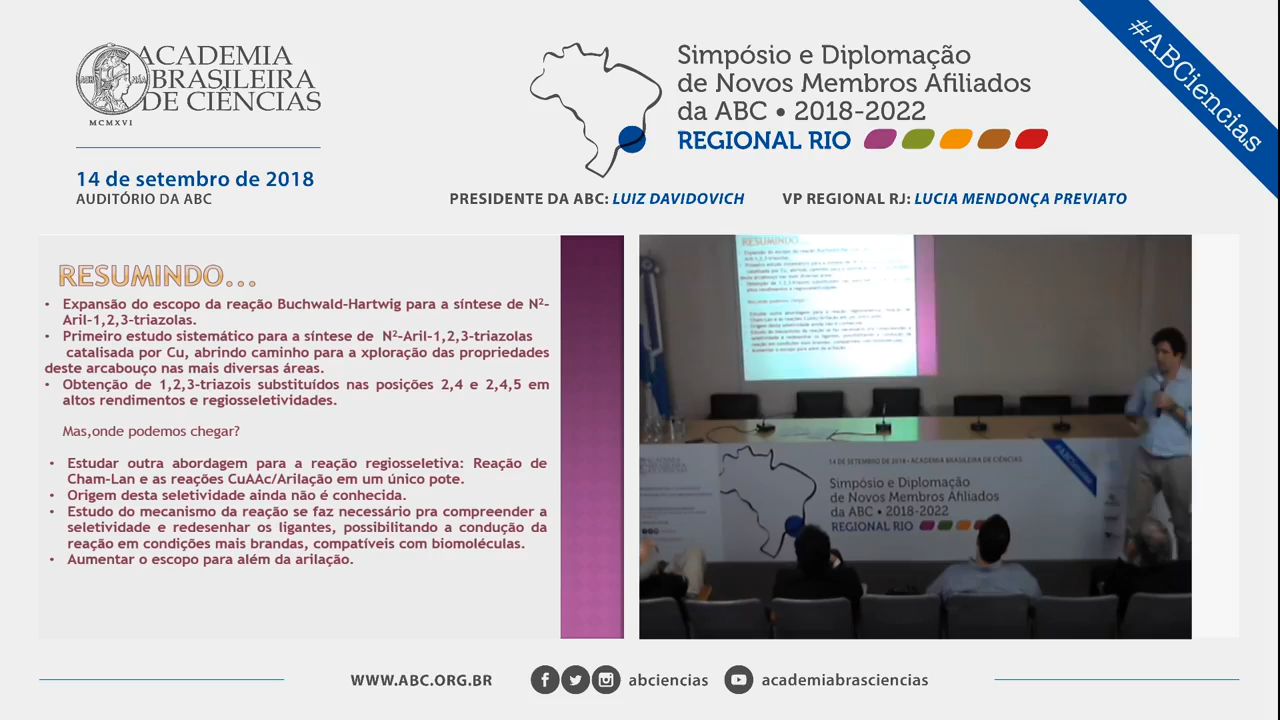 ACADEMIA
BRASILEIRA
DE CIÊNCIAS
MCMXVI
14 de setembro de 2018
AUDITÓRIO DA ABC
Simpósio e Diplomação
de Novos Membros Afiliados
da ABC • 2018-2022
REGIONAL RIO
#ABCiencias
PRESIDENTE DA ABC: LUIZ DAVIDOVICH
VP REGIONAL RJ: LUCIA MENDONÇA PREVIATO
RESUMINDO...
• Expansão do escopo da reação Buchwald-Hartwig para a síntese de N²-
Aril-1,2,3-triazolas.
• Primeiro estudo sistemático para a síntese de N²-Aril-1,2,3-triazolas
catalisada por Cu, abrindo caminho para a xploração das propriedades
deste arcabouço nas mais diversas áreas.
• Obtenção de 1,2,3-triazois substituídos nas posições 2,4 e 2,4,5 em
altos rendimentos e regiosseletividades.
Mas,onde podemos chegar?
• Estudar outra abordagem para a reação regiosseletiva: Reação de
Cham-Lan e as reações CuAAc/Arilação em um único pote.
• Origem desta seletividade ainda não é conhecida.
• Estudo do mecanismo da reação se faz necessário pra compreender a
seletividade e redesenhar os ligantes, possibilitando a condução da
reação em condições mais brandas, compatíveis com biomoléculas.
• Aumentar o escopo para além da arilação.
RESUMINDO...
14 DE SETEMBRO DE 2018 • ACADEMIA BRASILEIRA DE CIÊNCIAS
Simpósio e Diplomação
de Novos Membros Afiliados
da ABC • 2018-2022
REGIONAL RIO
#ABCiencias
WWW.ABC.ORG.BR
abciencias
academiabrasciencias